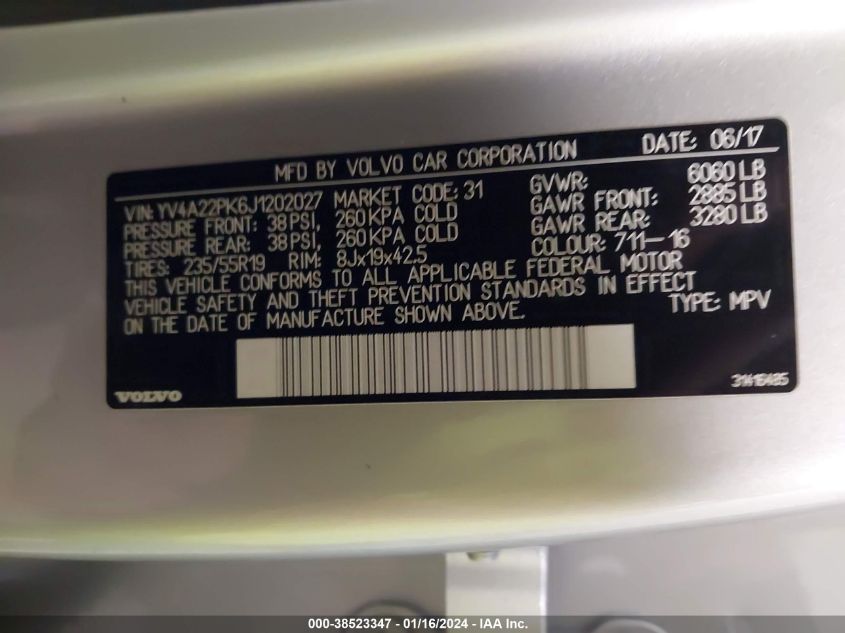 MFD BY VOLVO CAR CORPORATION DATE: 06/17
VIN: YV4A22PK6J1202027 MARKET CODE: 31 GVWR: 6060 LB
PRESSURE FRONT: 38 PSI, 260 KPA COLD GAWR FRONT: 2885 LB
PRESSURE REAR: 38 PSI, 260 KPA COLD GAWR REAR: 3280 LB
TIRES: 235/55R19 RIM: 8Jx19x42.5 COLOUR: 711-16
THIS VEHICLE CONFORMS TO ALL APPLICABLE FEDERAL MOTOR
VEHICLE SAFETY AND THEFT PREVENTION STANDARDS IN EFFECT
ON THE DATE OF MANUFACTURE SHOWN ABOVE. TYPE: MPV
VOLVO 31416485
000-38523347 - 01/16/2024 - IAA Inc.